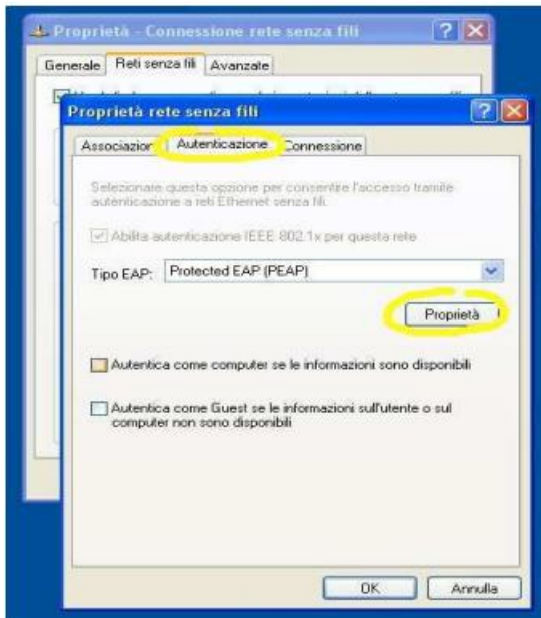 Proprietà - Connessione rete senza fili
Generale Reti senza fili Avanzate
Proprietà rete senza fili
Associazion Autenticazione Connessione
Selezionare questa opzione per consentire l'accesso tramite
autenticazione a reti Ethernet senza fili.
Abilita autenticazione IEEE 802.1x per questa rete
Tipo EAP: Protected EAP (PEAP)
Proprietà
Autentica come computer se le informazioni sono disponibili
Autentica come Guest se le informazioni sull'utente o sul
computer non sono disponibili
OK Annulla